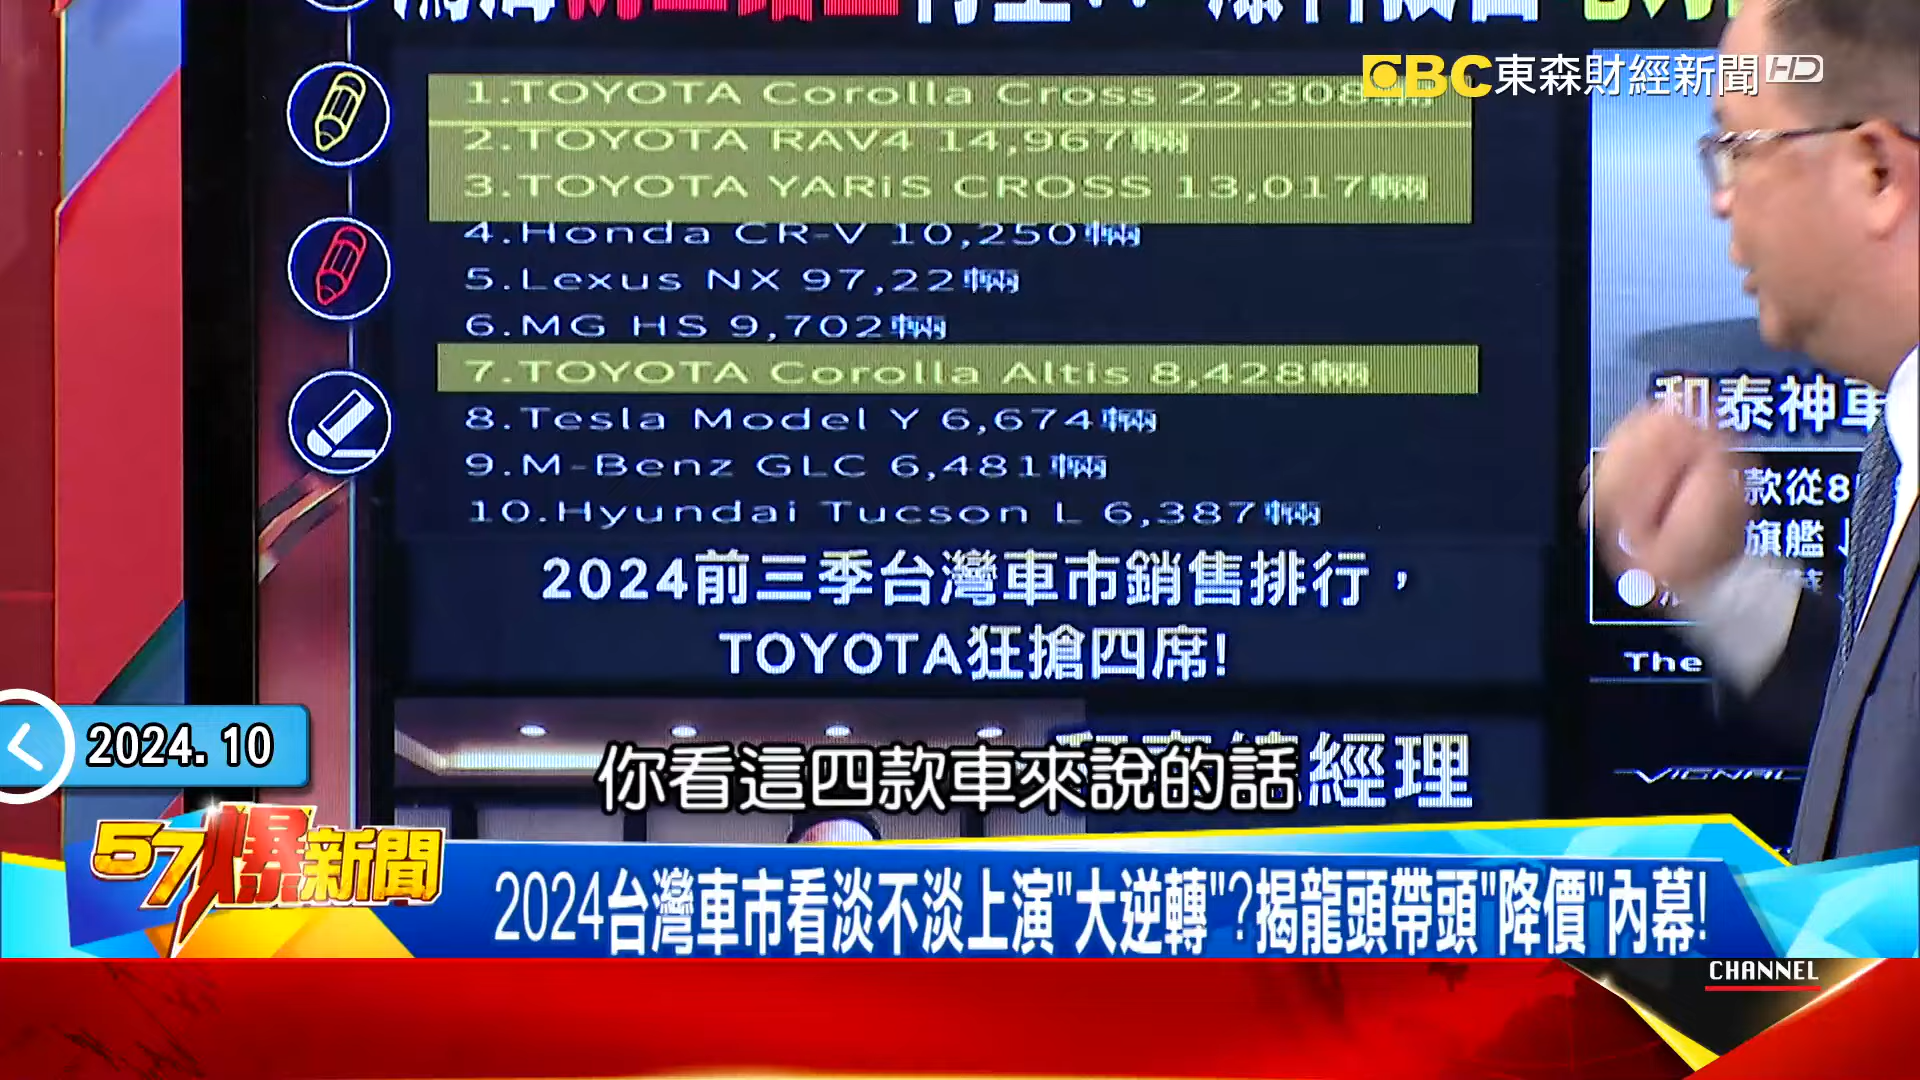 EBC東森財經新聞HD
1.TOYOTA Corolla Cross 22,308輛
2.TOYOTA RAV4 14,967輛
3.TOYOTA YARiS CROSS 13,017輛
4.Honda CR-V 10,250輛
5.Lexus NX 97,22輛
6.MG HS 9,702輛
7.TOYOTA Corolla Altis 8,428輛
8.Tesla Model Y 6,674輛
9.M-Benz GLC 6,481輛
10.Hyundai Tucson L 6,387輛
2024前三季台灣車市銷售排行，
TOYOTA狂搶四席!
和泰神車
款從8
旗艦
The
VIGNALE
經理
2024.10
你看這四款車來說的話
57爆新聞
2024台灣車市看淡不淡上演"大逆轉"?揭龍頭帶頭"降價"內幕!
CHANNEL